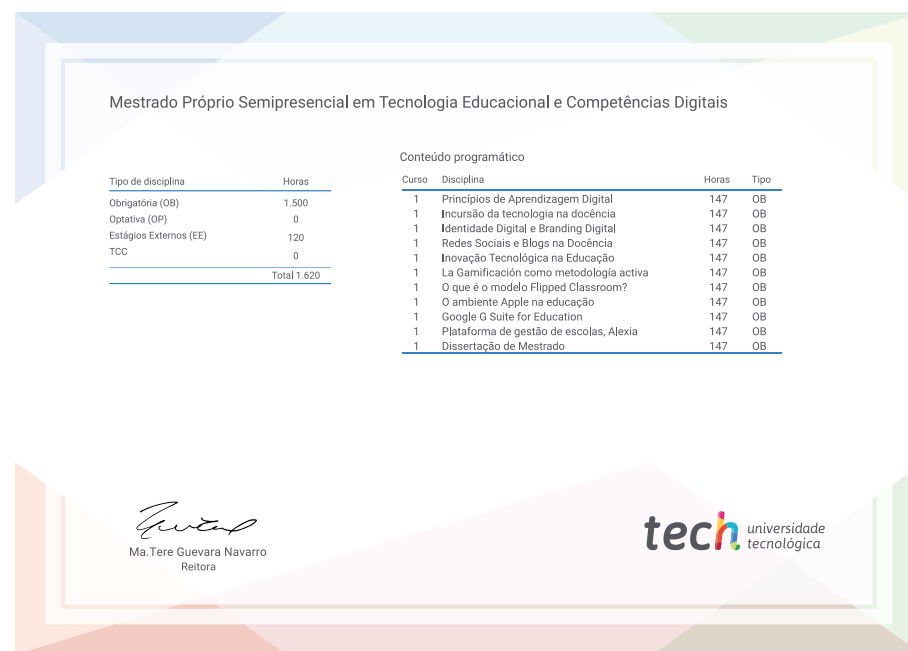 Mestrado Próprio Semipresencial em Tecnologia Educacional e Competências Digitais
Tipo de disciplina Horas
Obrigatória (OB) 1.500
Optativa (OP) 0
Estágios Externos (EE) 120
TCC 0
Total 1.620
Conteúdo programático
Curso Disciplina Horas Tipo
1 Princípios de Aprendizagem Digital 147 OB
1 Incursão da tecnologia na docência 147 OB
1 Identidade Digital e Branding Digital 147 OB
1 Redes Sociais e Blogs na Docência 147 OB
1 Inovação Tecnológica na Educação 147 OB
1 La Gamificación como metodología activa 147 OB
1 O que é o modelo Flipped Classroom? 147 OB
1 O ambiente Apple na educação 147 OB
1 Google G Suite for Education 147 OB
1 Plataforma de gestão de escolas, Alexia 147 OB
1 Dissertação de Mestrado 147 OB
Ma.Tere Guevara Navarro
Reitora
tech universidade
tecnológica